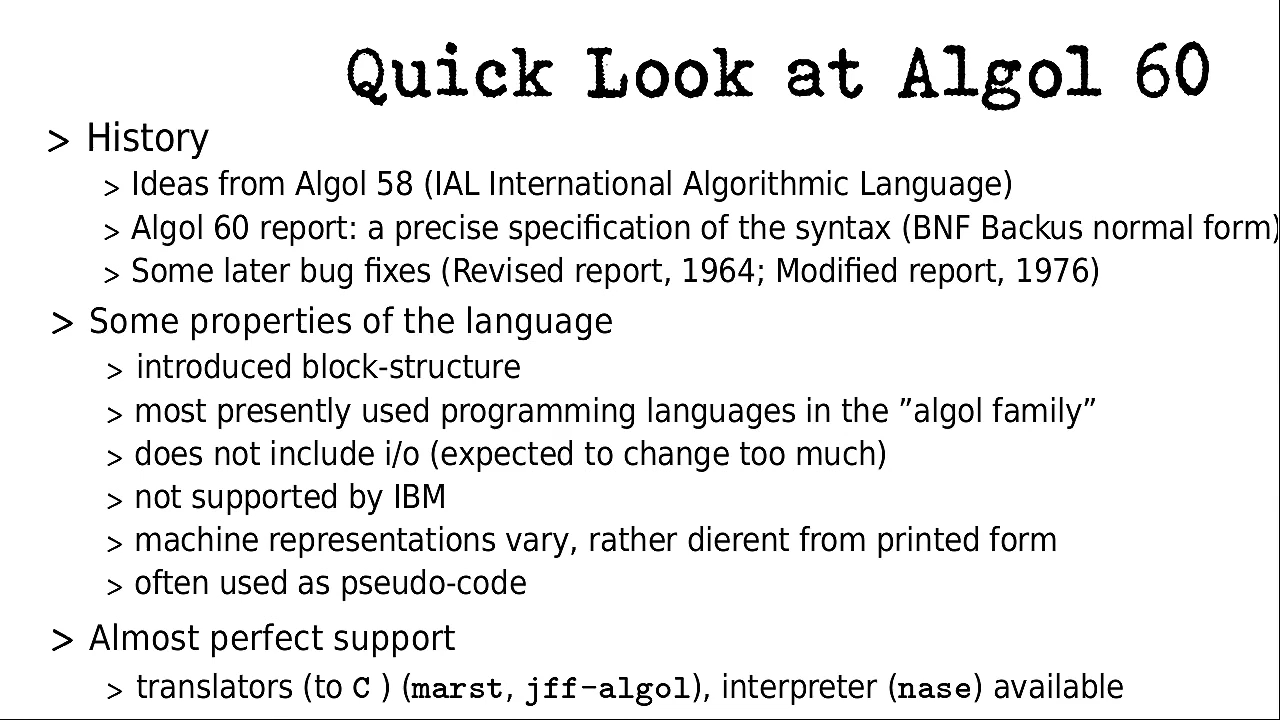 Quick Look at Algol 60
> History
> Ideas from Algol 58 (IAL International Algorithmic Language)
> Algol 60 report: a precise specification of the syntax (BNF Backus normal form)
> Some later bug fixes (Revised report, 1964; Modified report, 1976)
> Some properties of the language
> introduced block-structure
> most presently used programming languages in the ”algol family”
> does not include i/o (expected to change too much)
> not supported by IBM
> machine representations vary, rather dierent from printed form
> often used as pseudo-code
> Almost perfect support
> translators (to C ) (marst, jff-algol), interpreter (nase) available